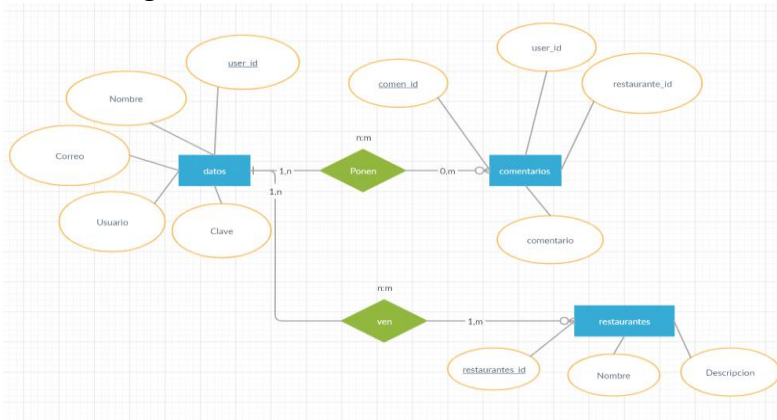 user_id
user_id
comen_id
restaurante_id
Nombre
n:m
Correo
datos
1,n
Ponen
0,m
comentarios
1,n
Usuario
Clave
comentario
n:m
ven
1,m
restaurantes
restaurantes_id
Nombre
Descripcion